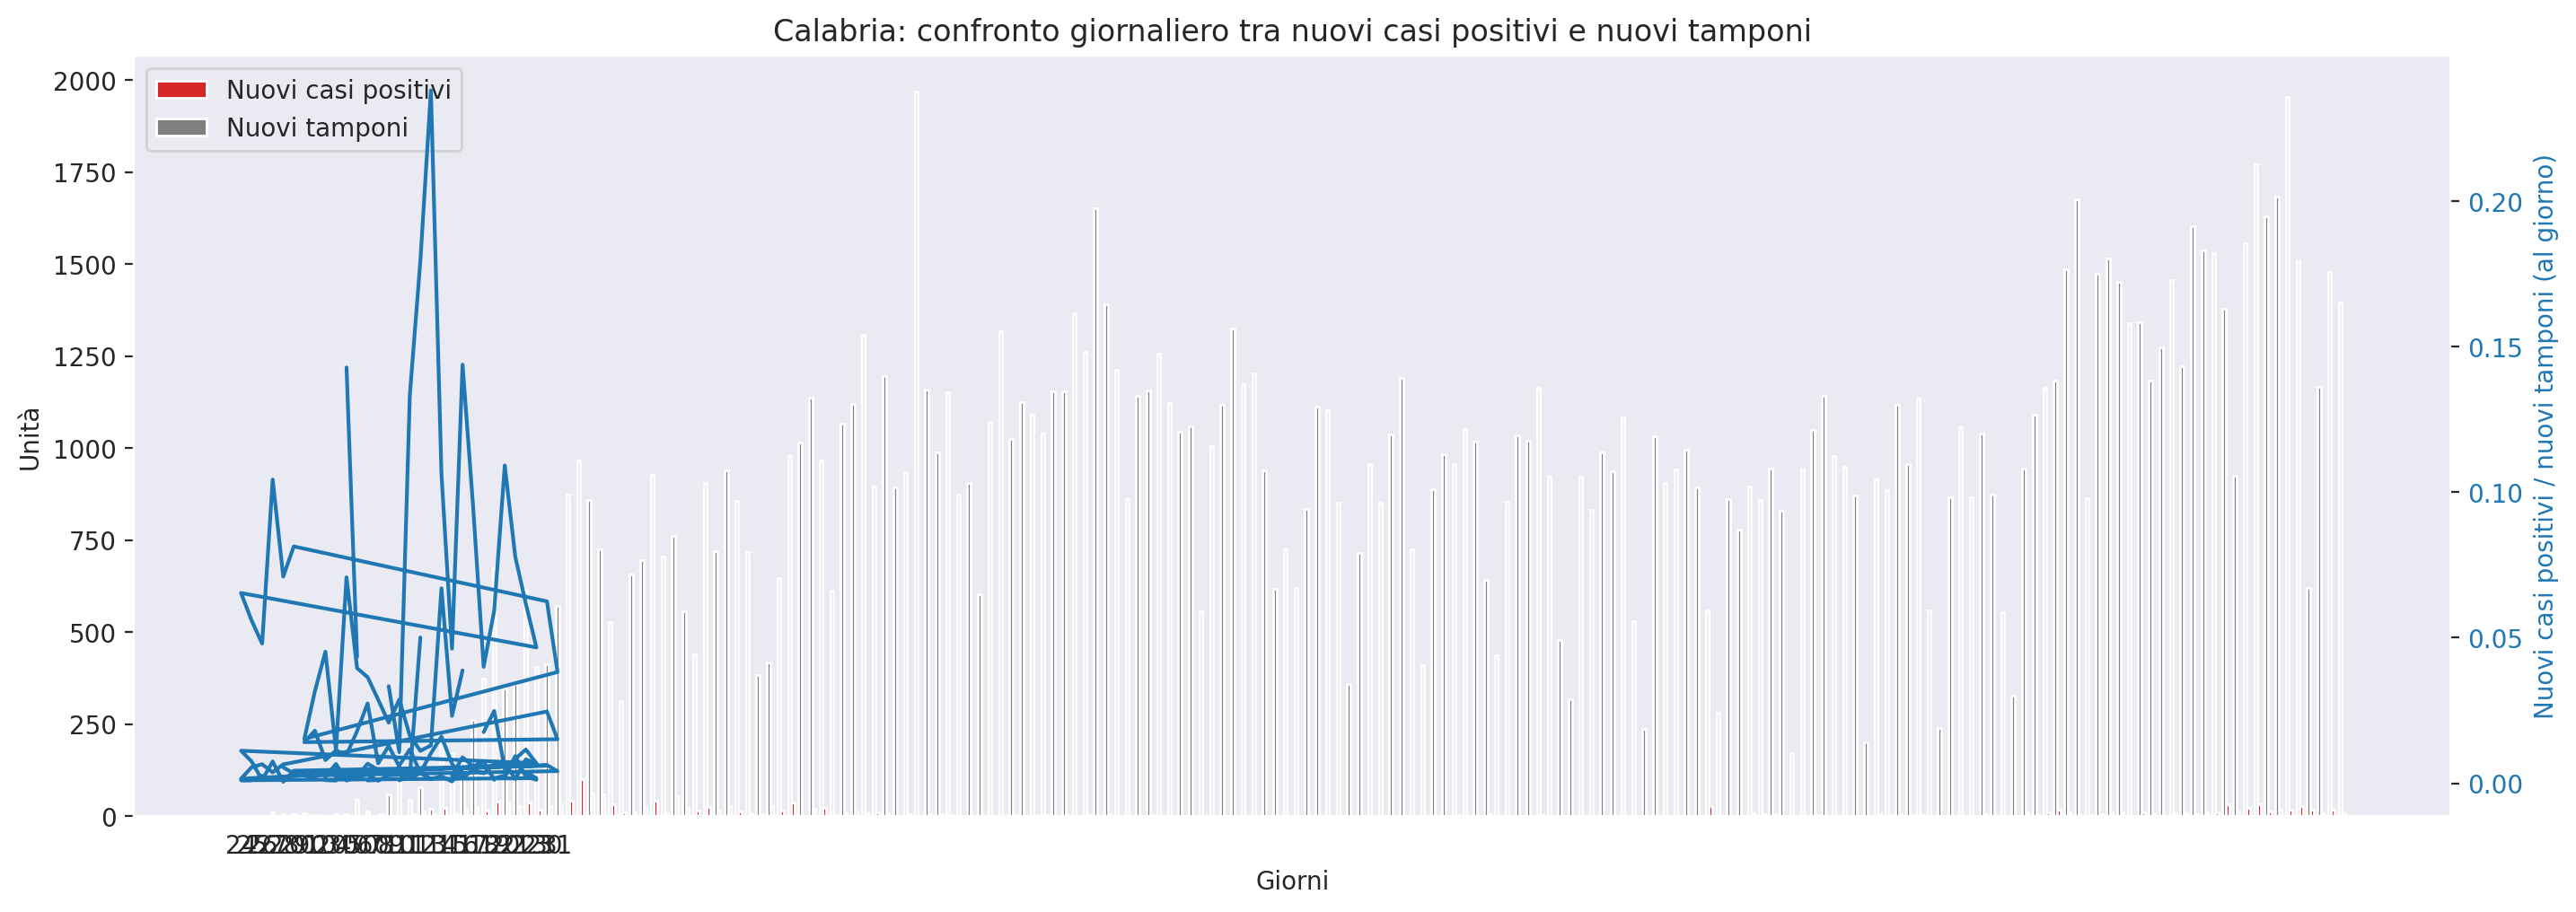 Calabria: confronto giornaliero tra nuovi casi positivi e nuovi tamponi
Nuovi casi positivi
Nuovi tamponi
2000
1750
1500
1250
1000
750
500
250
0
Unità
0.20
0.15
0.10
0.05
0.00
Nuovi casi positivi / nuovi tamponi (al giorno)
Giorni